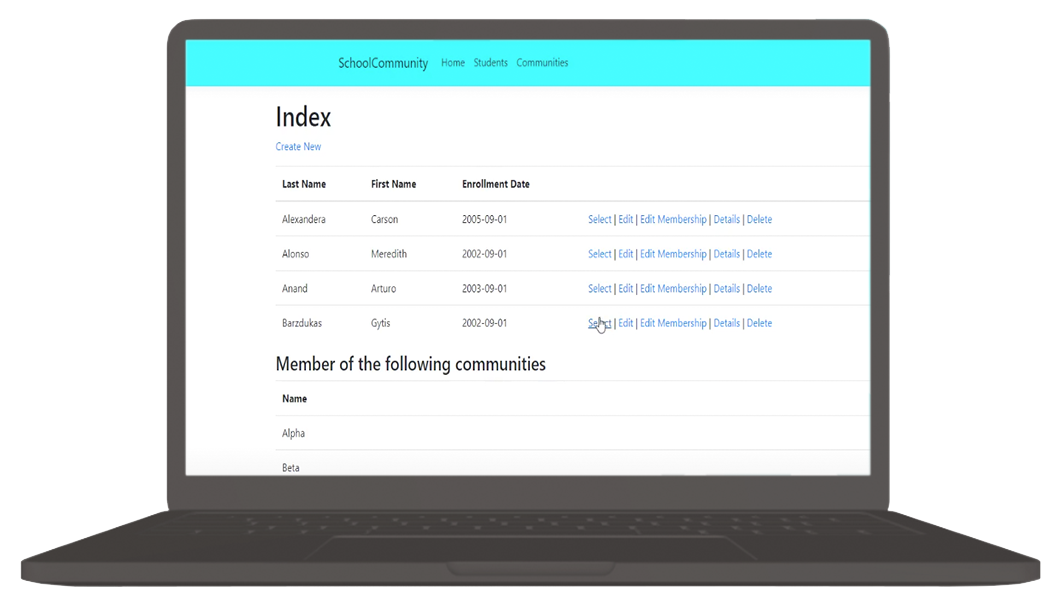 SchoolCommunity Home Students Communities
Index
Create New
Last Name First Name Enrollment Date
Alexandera Carson 2005-09-01 Select | Edit | Edit Membership | Details | Delete
Alonso Meredith 2002-09-01 Select | Edit | Edit Membership | Details | Delete
Anand Arturo 2003-09-01 Select | Edit | Edit Membership | Details | Delete
Barzdukas Gytis 2002-09-01 Select | Edit | Edit Membership | Details | Delete
Member of the following communities
Name
Alpha
Beta